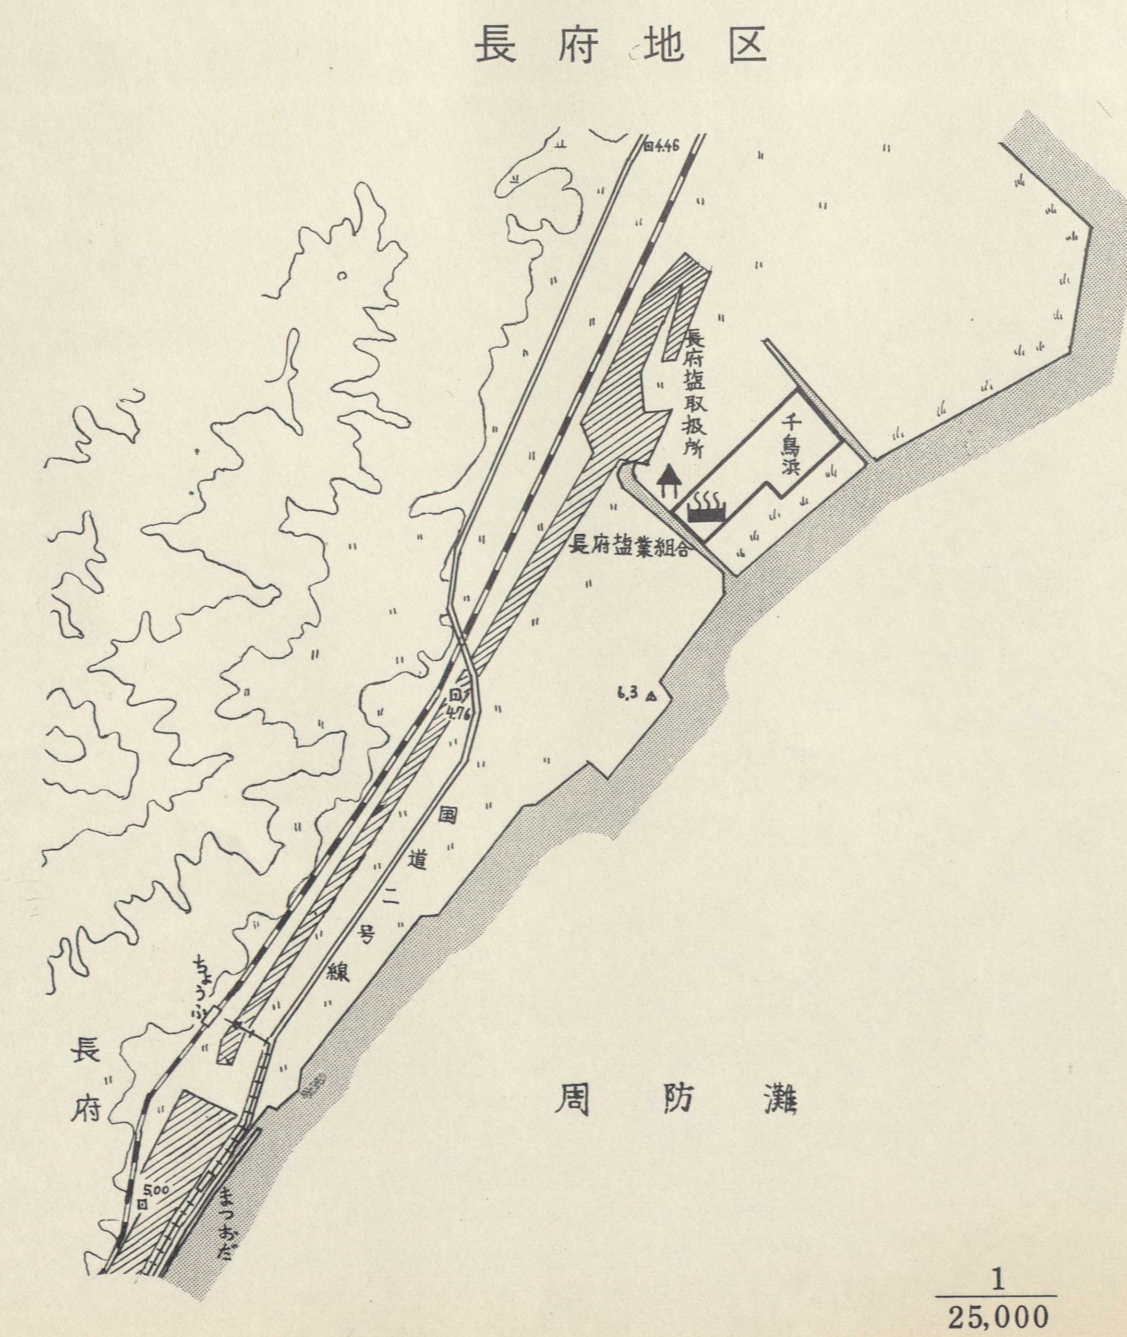 長府地区
4.46
長府塩取扱所
千鳥浜
長府塩業組合
6.3
4.76
国道二号線
ちょうふ
長府
周防灘
5.00
まつおだ
1
25,000